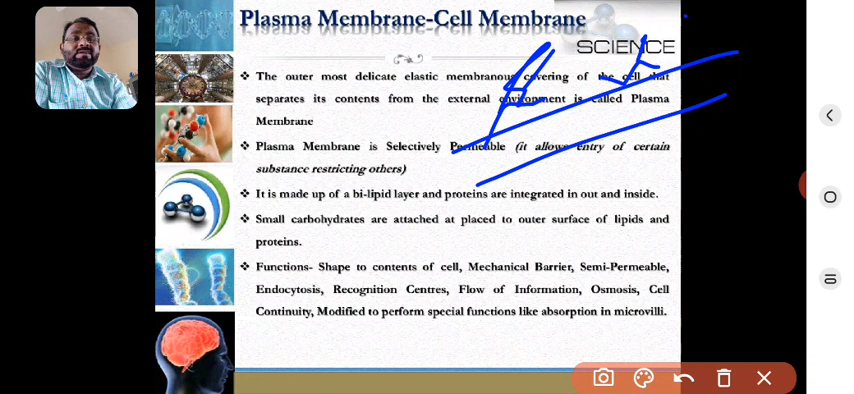 Plasma Membrane-Cell Membrane
SCIENCE
❖ The outer most delicate elastic membranous covering of the cell that
separates its contents from the external environment is called Plasma
Membrane
❖ Plasma Membrane is Selectively Permeable (it allows entry of certain
substance restricting others)
❖ It is made up of a bi-lipid layer and proteins are integrated in out and inside.
❖ Small carbohydrates are attached at placed to outer surface of lipids and
proteins.
❖ Functions- Shape to contents of cell, Mechanical Barrier, Semi-Permeable,
Endocytosis, Recognition Centres, Flow of Information, Osmosis, Cell
Continuity, Modified to perform special functions like absorption in microvilli.